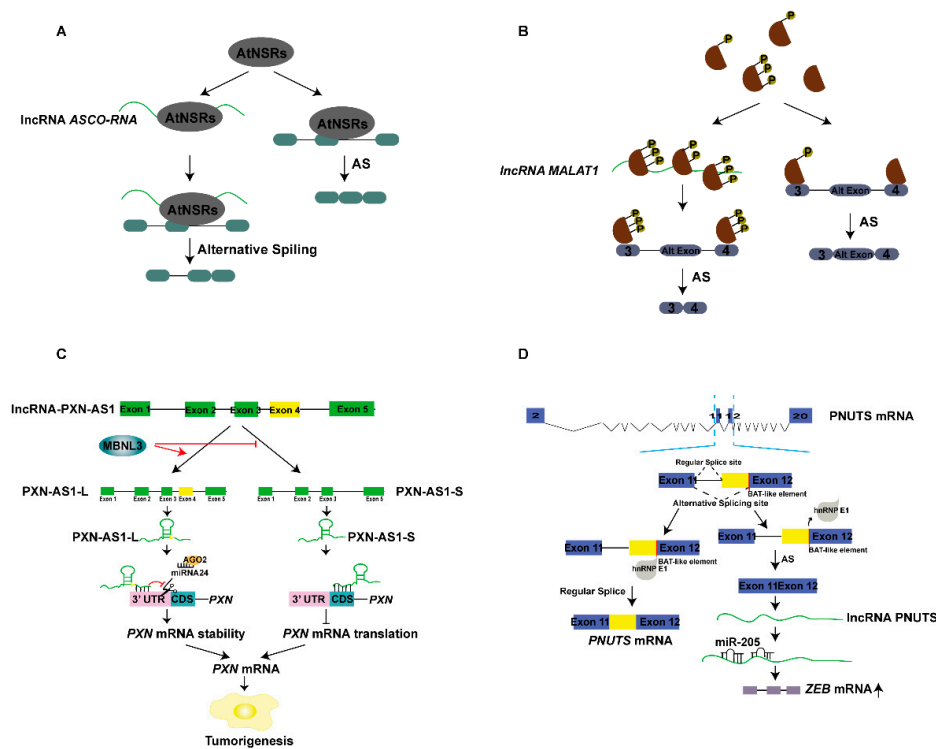 A
AtNSRs
lncRNA ASCO-RNA
AtNSRs
AtNSRs
AS
AtNSRs
Alternative Spiling
B
P
P
P
P
P
P
lncRNA MALAT1
P
P
P
P
P
P
P
P
P
3
Alt Exon
4
P
P
P
P
P
P
3
Alt Exon
4
AS
3
Alt Exon
4
AS
3
4
C
lncRNA-PXN-AS1
Exon 1
Exon 2
Exon 3
Exon 4
Exon 5
MBNL3
PXN-AS1-L
Exon 1
Exon 2
Exon 3
Exon 4
Exon 5
Exon 1
Exon 2
Exon 3
Exon 5
PXN-AS1-S
PXN-AS1-L
PXN-AS1-S
AGO2
miRNA24
3' UTR
CDS
PXN
3' UTR
CDS
PXN
PXN mRNA stability
PXN mRNA translation
PXN mRNA
Tumorigenesis
D
2
11
12
20
PNUTS mRNA
Regular Splice site
Exon 11
Exon 12
BAT-like element
Alternative Splicing site
hnRNP E1
Exon 11
Exon 12
BAT-like element
hnRNP
E1
Exon 11
Exon 12
BAT-like element
AS
Regular Splice
Exon 11
Exon 12
PNUTS mRNA
Exon 11Exon 12
lncRNA PNUTS
miR-205
ZEB mRNA